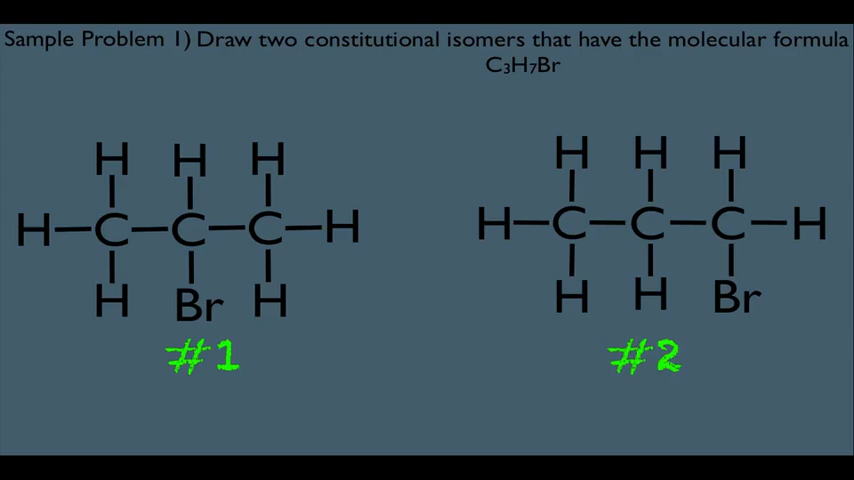 Sample Problem 1) Draw two constitutional isomers that have the molecular formula
C₃H₇Br
H H H H H H
H C C C H H C C C H
H Br H H H Br
#1 #2